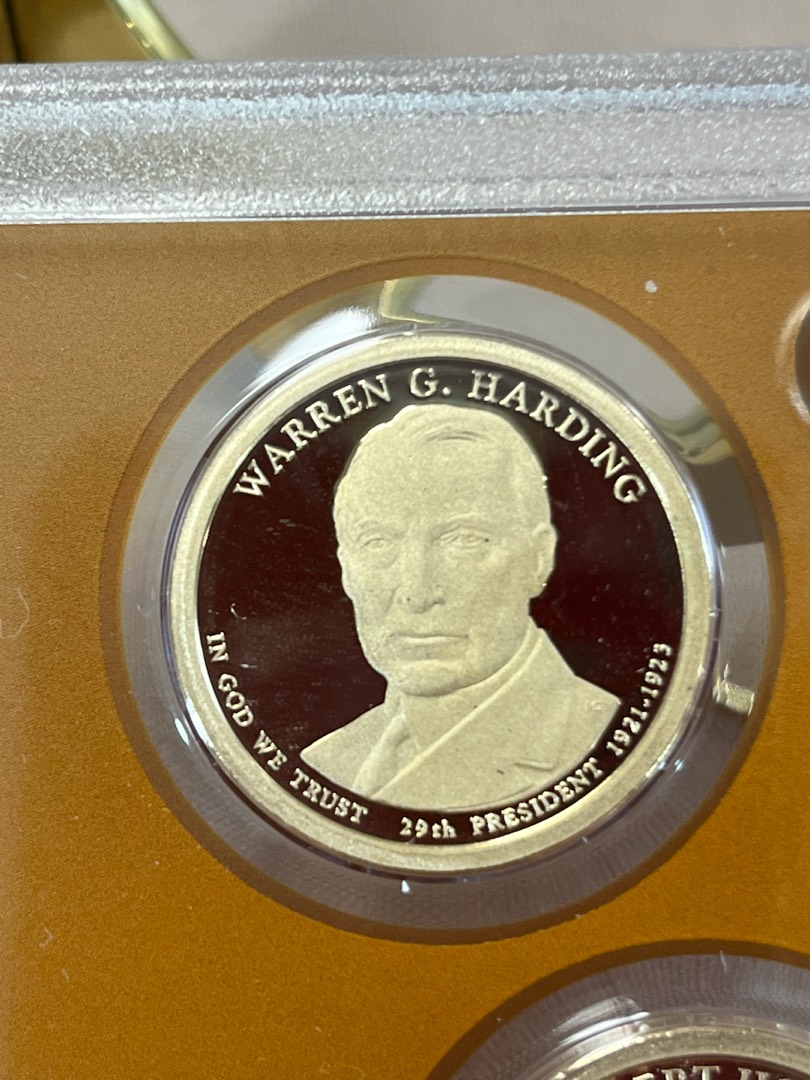 WARREN G. HARDING
IN GOD WE TRUST
29th PRESIDENT 1921-1923